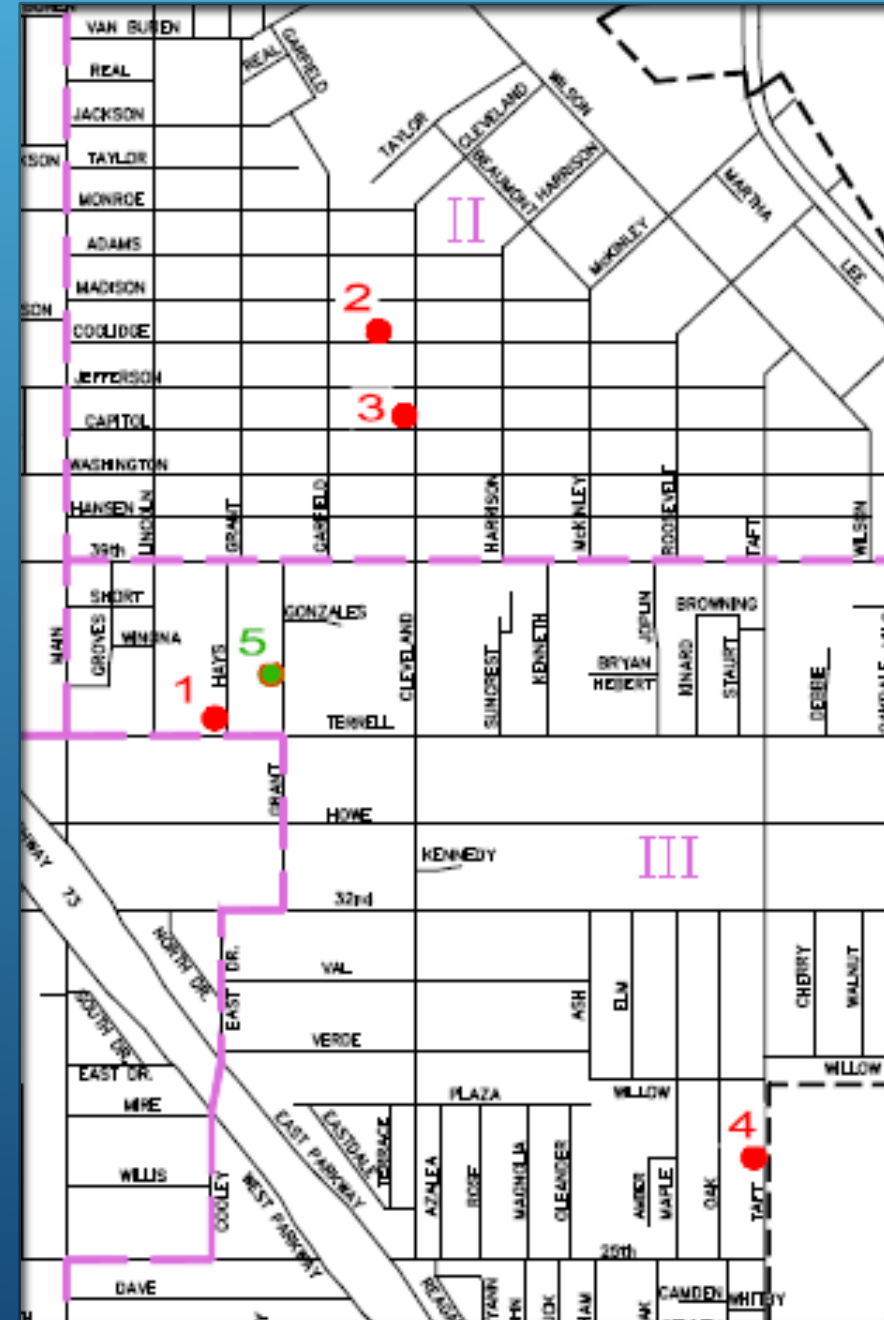 VAN BUREN
REAL
JACKSON
TAYLOR
MONROE
ADAMS
MADISON
COOLIDGE
JEFFERSON
CAPITOL
WASHINGTON
HANSEN
39th
REAL
GARFIELD
TAYLOR
CLEVELAND
WILSON
BEAUMONT
HARRISON
McKINLEY
MARTHA
LEE
II
2
3
LINCOLN
GRANT
GARFIELD
HARRISON
McKINLEY
ROOSEVELT
TAFT
WILSON
MAIN
SHORT
GROVES
WINONA
HAYS
5
1
GONZALES
CLEVELAND
TERRELL
SUNCREST
KENNETH
JOPLIN
BRYAN
HEBERT
BROWNING
KINARD
STAURT
DEBBIE
GRANT
HOWE
KENNEDY
III
32nd
HWAY 73
NORTH DR.
SOUTH DR.
EAST DR.
EAST DR.
VAL
VERDE
ASH
ELM
CHERRY
WALNUT
WILLOW
WILLOW
MIRE
WILLIS
COOLEY
PLAZA
EASTDALE
EAST PARKWAY
WEST PARKWAY
TERRACE
AZALEA
ROSE
MAGNOLIA
OLEANDER
AMBER
MAPLE
OAK
TAFT
4
25th
DAVE
CAMDEN
WHITBY